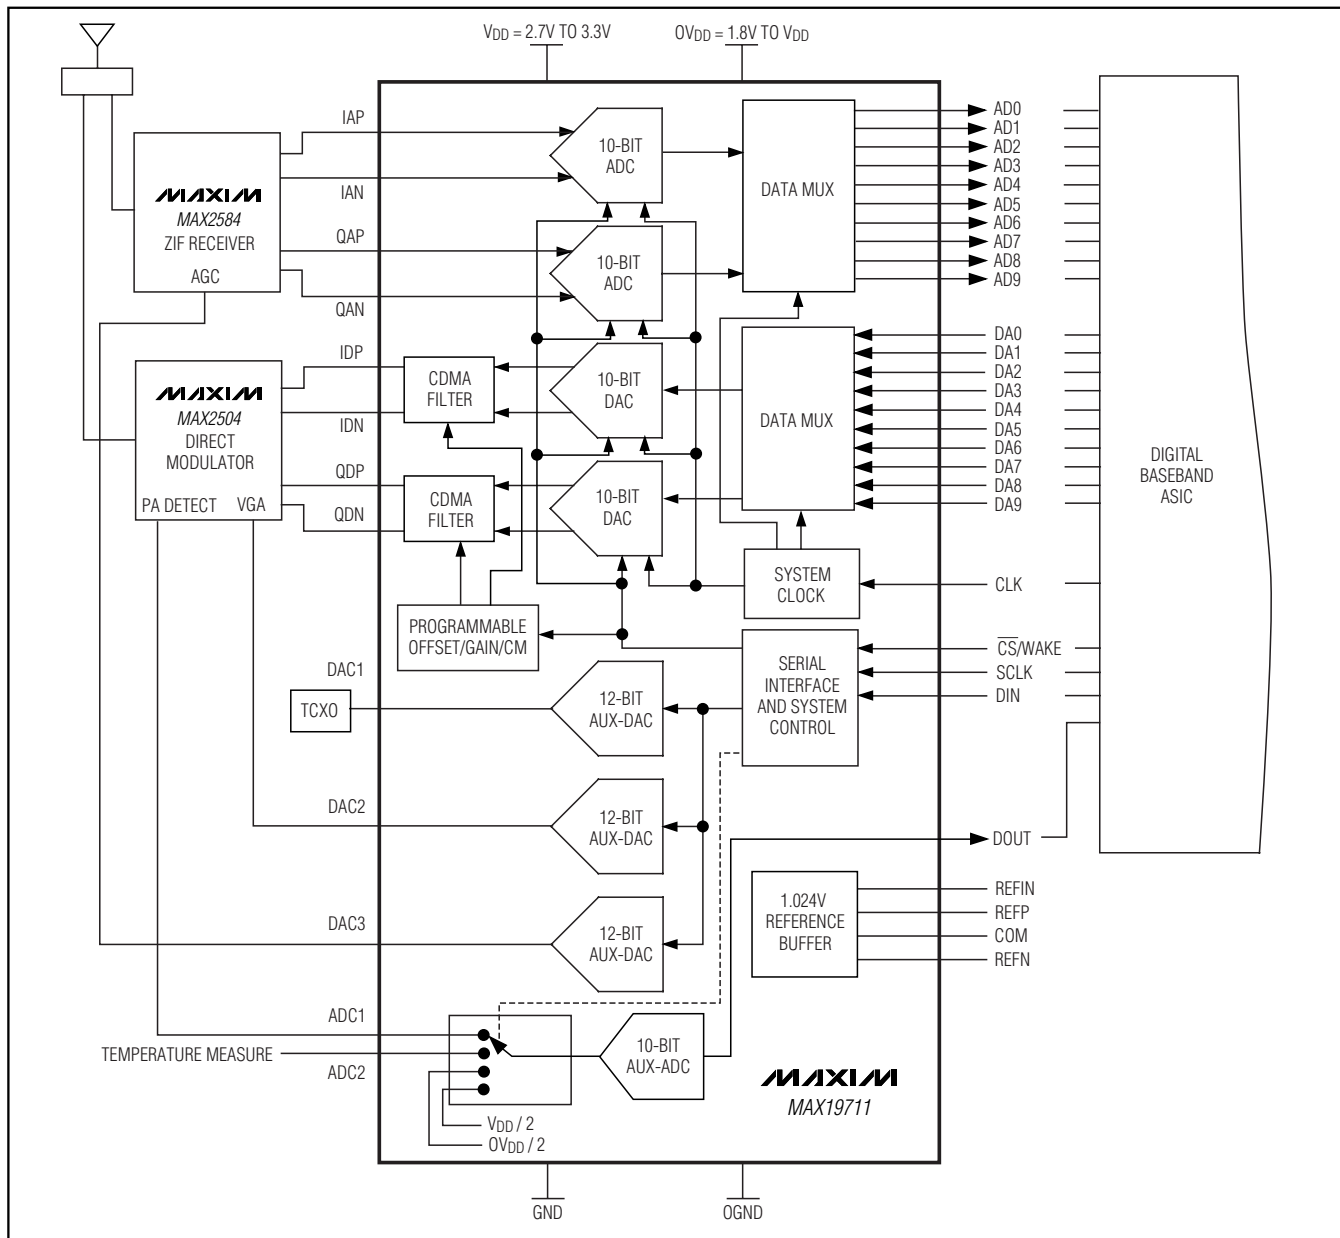 VDD = 2.7V TO 3.3V
OVDD = 1.8V TO VDD
IAP
IAN
QAP
QAN
MAXIM
MAX2584
ZIF RECEIVER
AGC
10-BIT
ADC
10-BIT
ADC
DATA MUX
AD0
AD1
AD2
AD3
AD4
AD5
AD6
AD7
AD8
AD9
IDP
IDN
QDP
QDN
MAXIM
MAX2504
DIRECT
MODULATOR
PA DETECT VGA
CDMA
FILTER
CDMA
FILTER
10-BIT
DAC
10-BIT
DAC
DATA MUX
DA0
DA1
DA2
DA3
DA4
DA5
DA6
DA7
DA8
DA9
DIGITAL
BASEBAND
ASIC
SYSTEM
CLOCK
CLK
PROGRAMMABLE
OFFSET/GAIN/CM
SERIAL
INTERFACE
AND SYSTEM
CONTROL
CS/WAKE
SCLK
DIN
DAC1
TCXO
12-BIT
AUX-DAC
DAC2
12-BIT
AUX-DAC
DOUT
DAC3
12-BIT
AUX-DAC
1.024V
REFERENCE
BUFFER
REFIN
REFP
COM
REFN
ADC1
TEMPERATURE MEASURE
ADC2
10-BIT
AUX-ADC
VDD / 2
OVDD / 2
MAXIM
MAX19711
GND
OGND